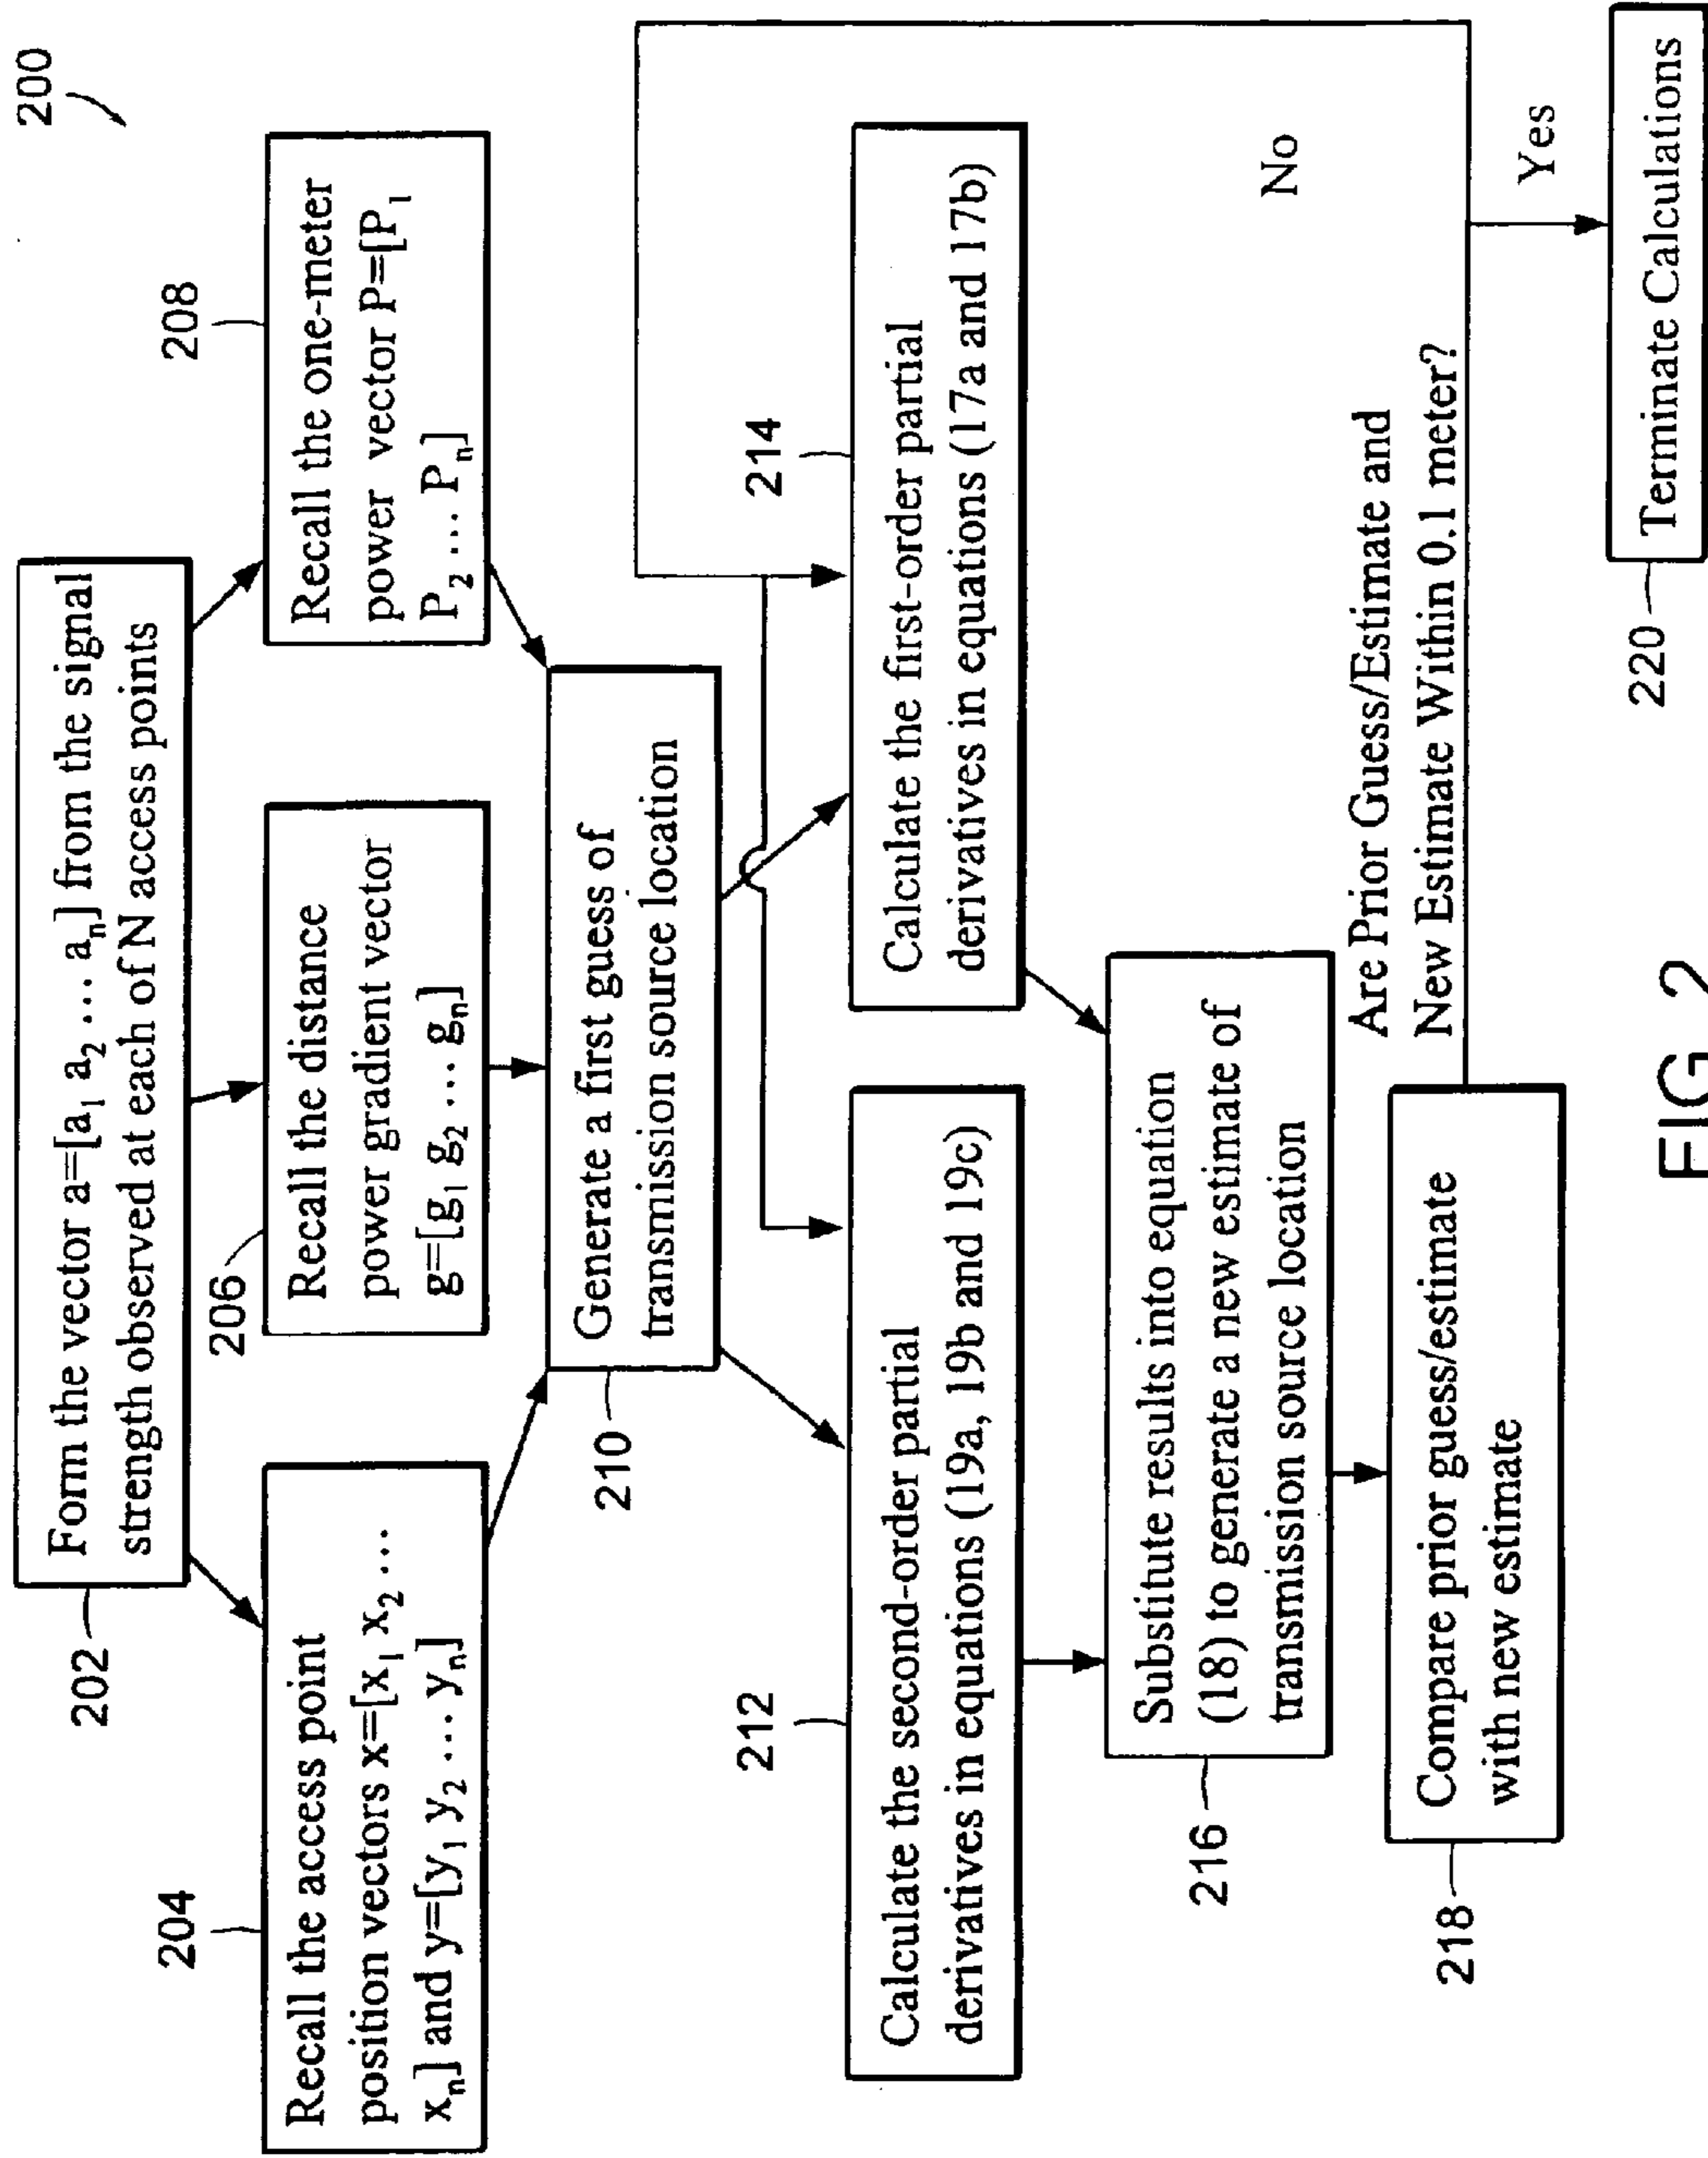 200
202
Form the vector a=[a₁ a₂ … aₙ] from the signal
strength observed at each of N access points
204
Recall the access point
position vectors x=[x₁ x₂ …
xₙ] and y=[y₁ y₂ … yₙ]
206
Recall the distance
power gradient vector
g=[g₁ g₂ … gₙ]
208
Recall the one-meter
power vector P=[P₁
P₂ … Pₙ]
210
Generate a first guess of
transmission source location
212
Calculate the second-order partial
derivatives in equations (19a, 19b and 19c)
214
Calculate the first-order partial
derivatives in equations (17a and 17b)
216
Substitute results into equation
(18) to generate a new estimate of
transmission source location
No
218
Compare prior guess/estimate
with new estimate
Are Prior Guess/Estimate and
New Estimate Within 0.1 meter?
Yes
220
Terminate Calculations
FIG. 2